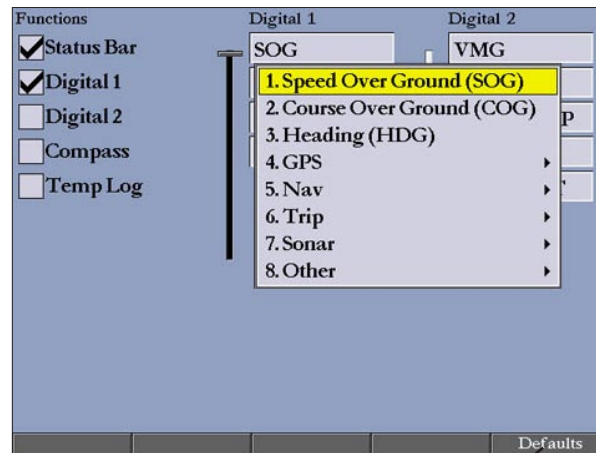 Functions Digital 1 Digital 2
Status Bar SOG VMG
Digital 1
Digital 2 P
Compass
Temp Log
1. Speed Over Ground (SOG)
2. Course Over Ground (COG)
3. Heading (HDG)
4. GPS
5. Nav
6. Trip
7. Sonar
8. Other
Defaults